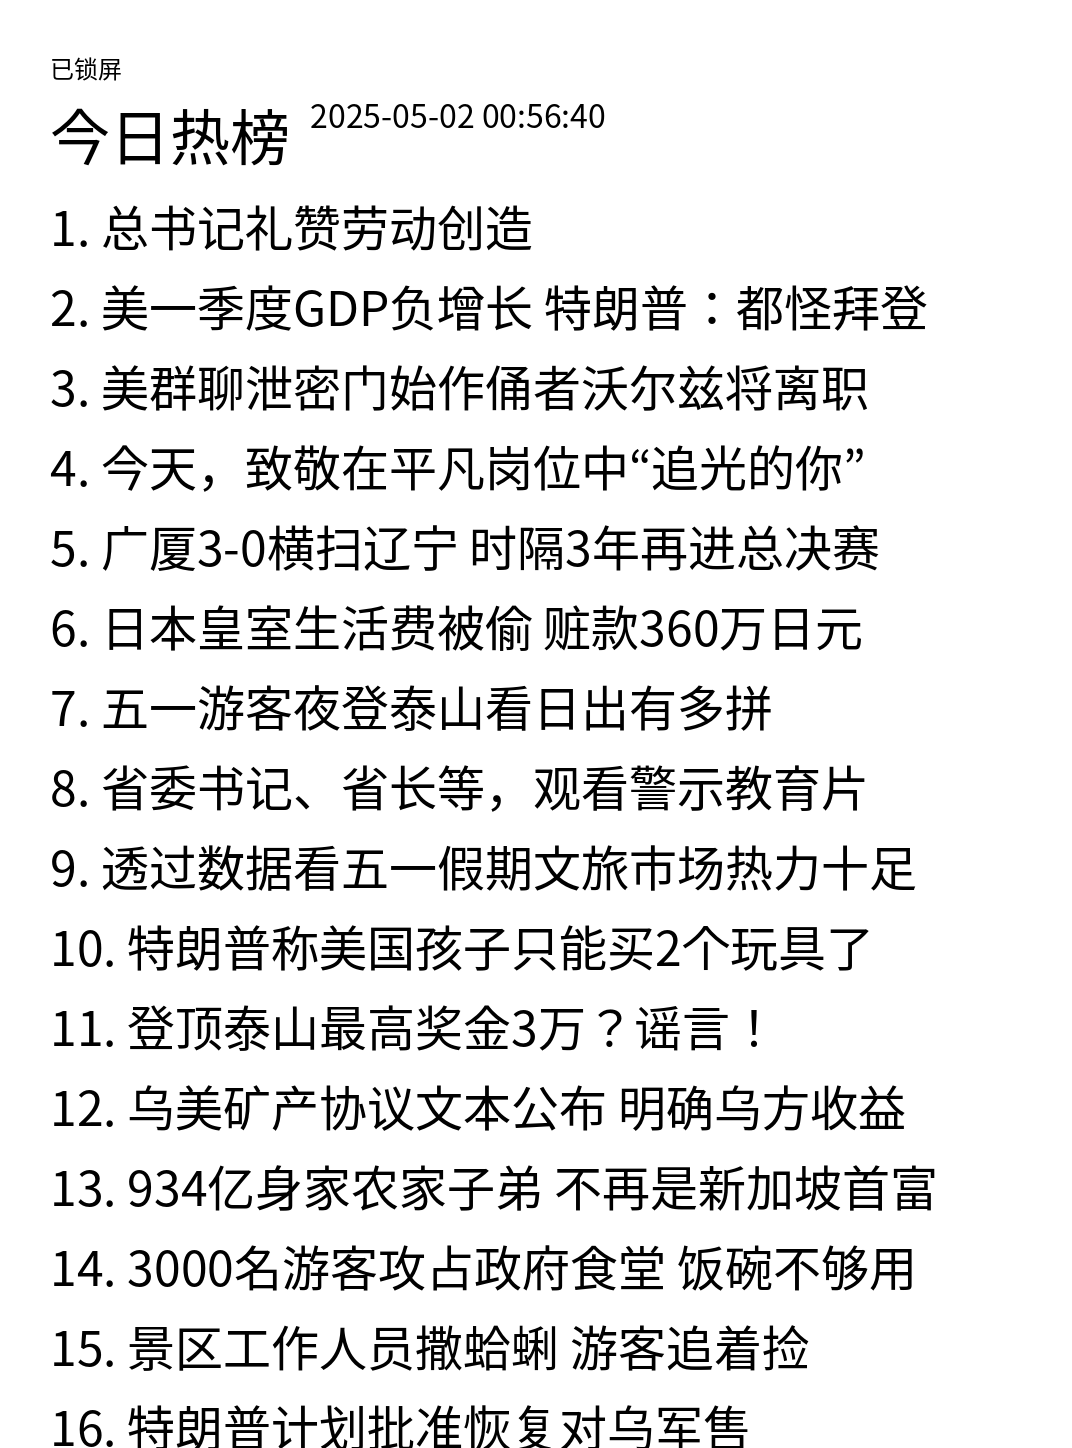 已锁屏
今日热榜 2025-05-02 00:56:40
1. 总书记礼赞劳动创造
2. 美一季度GDP负增长 特朗普：都怪拜登
3. 美群聊泄密门始作俑者沃尔兹将离职
4. 今天，致敬在平凡岗位中“追光的你”
5. 广厦3-0横扫辽宁 时隔3年再进总决赛
6. 日本皇室生活费被偷 赃款360万日元
7. 五一游客夜登泰山看日出有多拼
8. 省委书记、省长等，观看警示教育片
9. 透过数据看五一假期文旅市场热力十足
10. 特朗普称美国孩子只能买2个玩具了
11. 登顶泰山最高奖金3万？谣言！
12. 乌美矿产协议文本公布 明确乌方收益
13. 934亿身家农家子弟 不再是新加坡首富
14. 3000名游客攻占政府食堂 饭碗不够用
15. 景区工作人员撒蛤蜊 游客追着捡
16. 特朗普计划批准恢复对乌军售